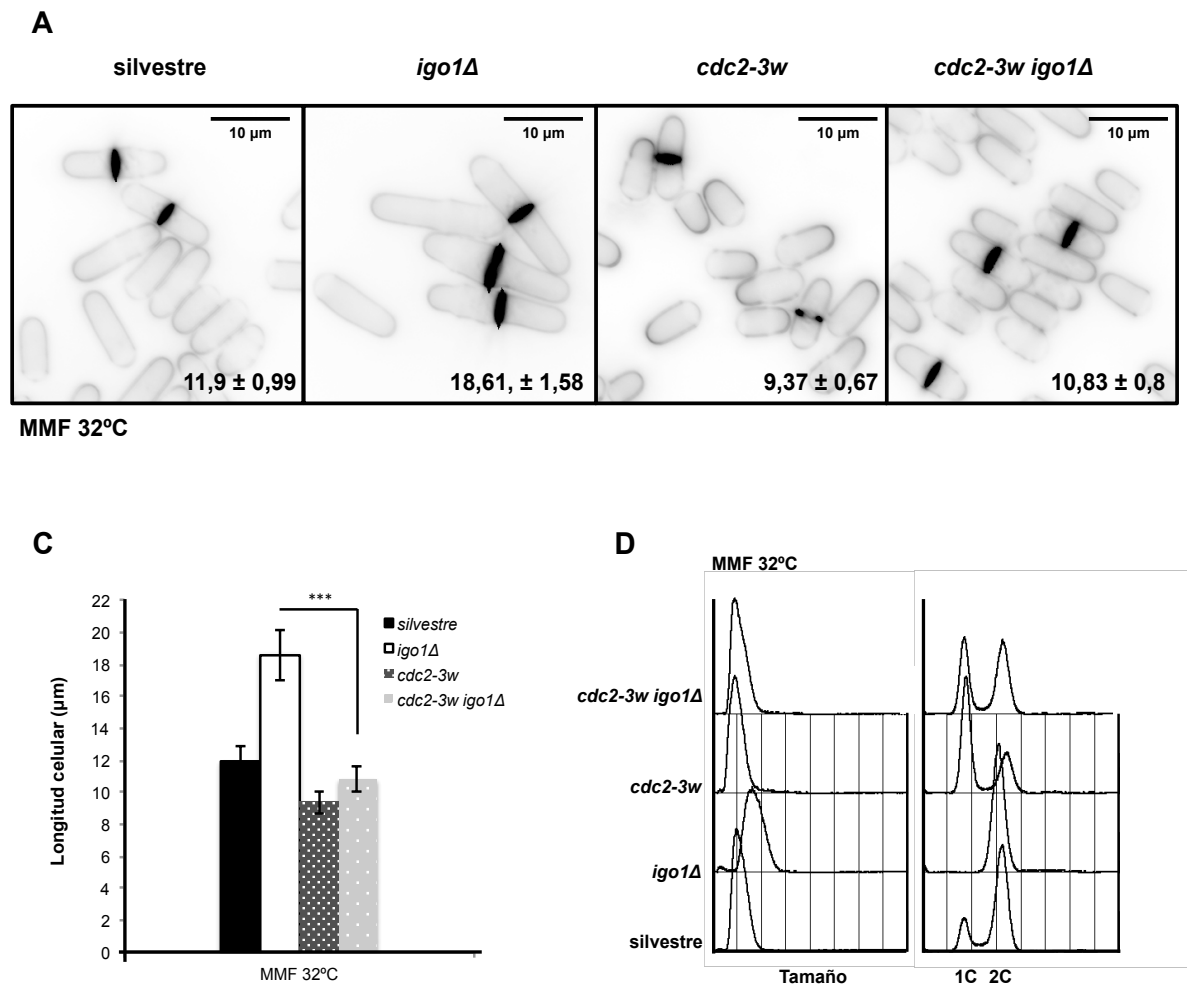 A
silvestre igo1Δ cdc2-3w cdc2-3w igo1Δ
10 µm 10 µm 10 µm 10 µm
11,9 ± 0,99 18,61, ± 1,58 9,37 ± 0,67 10,83 ± 0,8
MMF 32ºC
C
Longitud celular (µm)
22
20
18
16
14
12
10
8
6
4
2
0
***
silvestre
igo1Δ
cdc2-3w
cdc2-3w igo1Δ
MMF 32ºC
D
MMF 32ºC
cdc2-3w igo1Δ
cdc2-3w
igo1Δ
silvestre
Tamaño 1C 2C